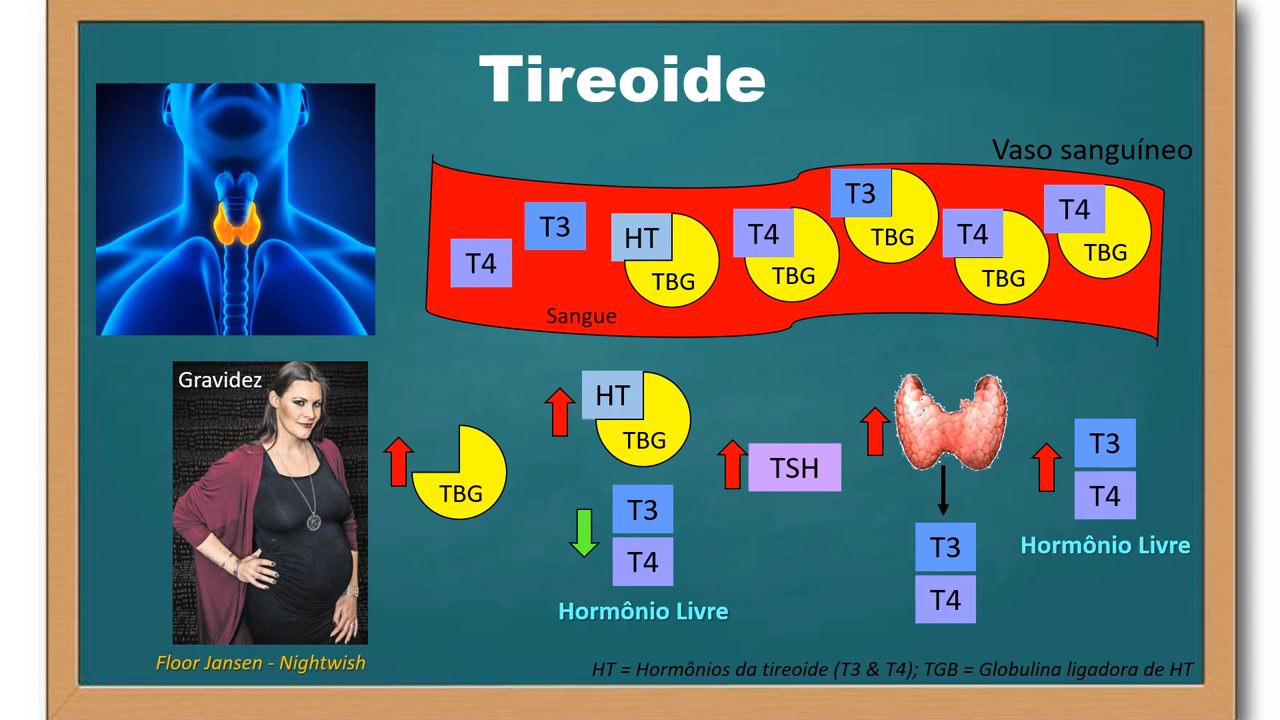 Tireoide
Vaso sanguíneo
T4
T3
HT
TBG
T4
TBG
T3
TBG
T4
TBG
T4
TBG
Sangue
Gravidez
TBG
HT
TBG
T3
T4
Hormônio Livre
TSH
T3
T4
T3
T4
Hormônio Livre
Floor Jansen - Nightwish
HT = Hormônios da tireoide (T3 & T4); TGB = Globulina ligadora de HT